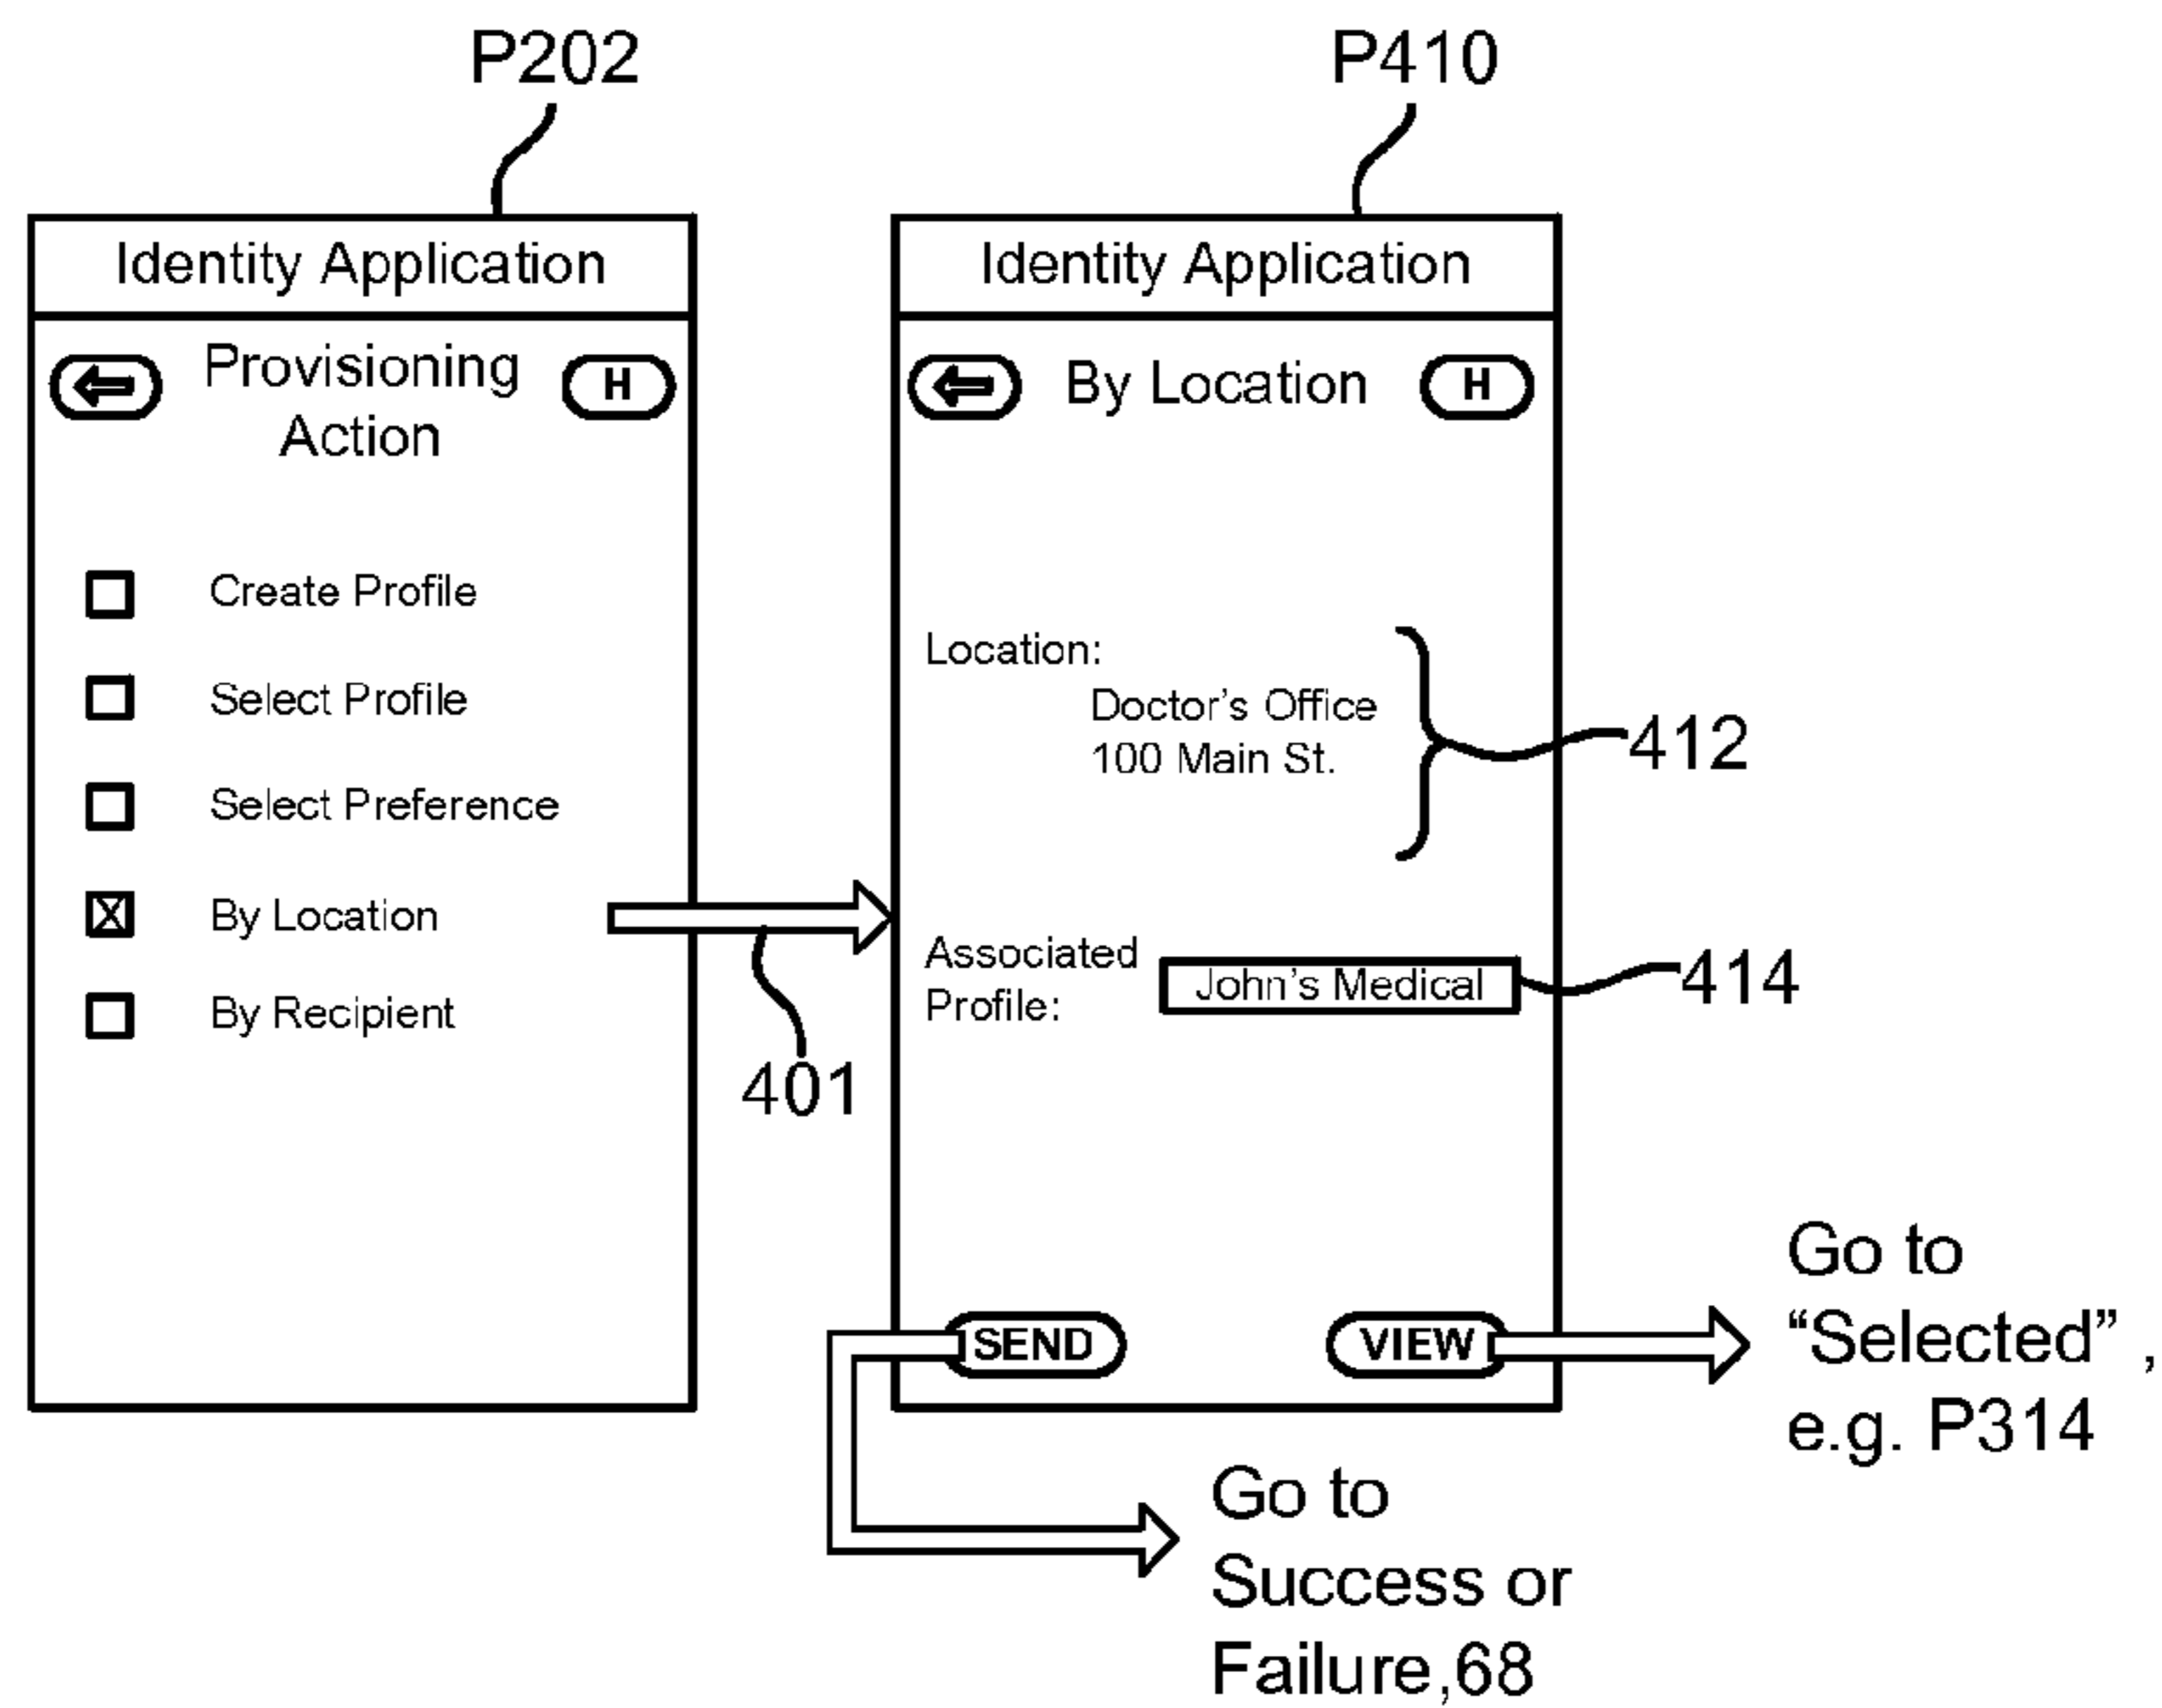 P202
Identity Application
Provisioning
Action
H
Create Profile
Select Profile
Select Preference
By Location
By Recipient
401
P410
Identity Application
By Location
H
Location:
Doctor's Office
100 Main St.
412
Associated
Profile:
John's Medical
414
SEND
VIEW
Go to
“Selected” ,
e.g. P314
Go to
Success or
Failure,68